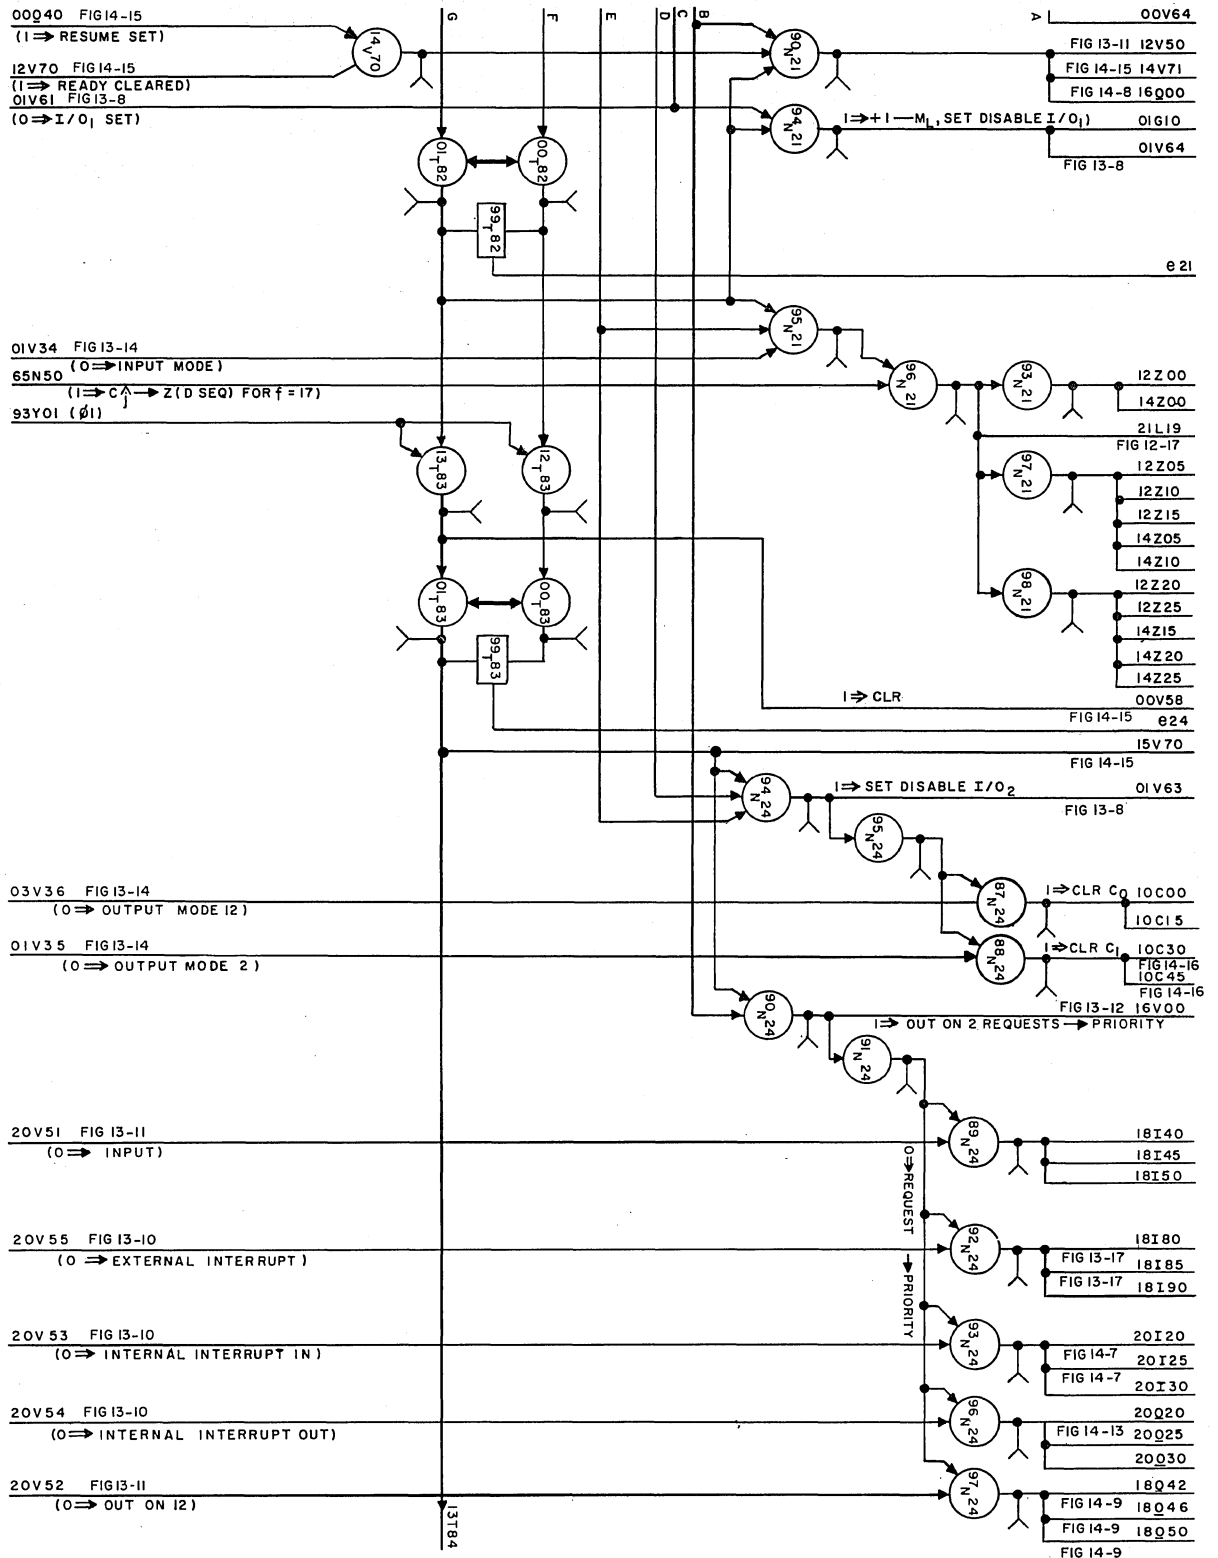 00Q40 FIG 14-15
(1⇒ RESUME SET)
12V70 FIG 14-15
(1⇒ READY CLEARED)
01V61 FIG 13-8
(0⇒ I/O₁ SET)
14V70
G
F
E
D
C
B
A
00V64
90N21
FIG 13-11 12V50
FIG 14-15 14V71
FIG 14-8 16Q00
94N21
1⇒+1—M_L, SET DISABLE I/O₁)
01G10
01V64
FIG 13-8
01T82
00T82
99T82
e21
95N21
01V34 FIG 13-14
(0⇒ INPUT MODE)
65N50
(1⇒ C → Z (D SEQ) FOR f = 17)
93Y01 (Ø1)
96N21
93N21
12Z00
14Z00
21L19
FIG 12-17
97N21
12Z05
12Z10
12Z15
14Z05
14Z10
13T83
12T83
98N21
12Z20
12Z25
14Z15
14Z20
14Z25
01T83
00T83
99T83
1⇒ CLR
00V58
FIG 14-15
e24
15V70
FIG 14-15
94N24
1⇒ SET DISABLE I/O₂
01V63
FIG 13-8
95N24
03V36 FIG 13-14
(0⇒ OUTPUT MODE 12)
87N24
1⇒ CLR C₀
10C00
10C15
01V35 FIG 13-14
(0⇒ OUTPUT MODE 2)
88N24
1⇒ CLR C₁
10C30
FIG 14-16
10C45
FIG 14-16
90N24
FIG 13-12 16V00
1⇒ OUT ON 2 REQUESTS → PRIORITY
91N24
0⇒ REQUEST → PRIORITY
20V51 FIG 13-11
(0⇒ INPUT)
89N24
18I40
18I45
18I50
20V55 FIG 13-10
(0⇒ EXTERNAL INTERRUPT)
92N24
18I80
FIG 13-17 18I85
FIG 13-17 18I90
20V53 FIG 13-10
(0⇒ INTERNAL INTERRUPT IN)
93N24
20I20
FIG 14-7
20I25
FIG 14-7
20I30
20V54 FIG 13-10
(0⇒ INTERNAL INTERRUPT OUT)
96N24
20Q20
FIG 14-13 20Q25
20Q30
20V52 FIG 13-11
(0⇒ OUT ON 12)
97N24
18Q42
FIG 14-9 18Q46
FIG 14-9 18Q50
FIG 14-9
13T84